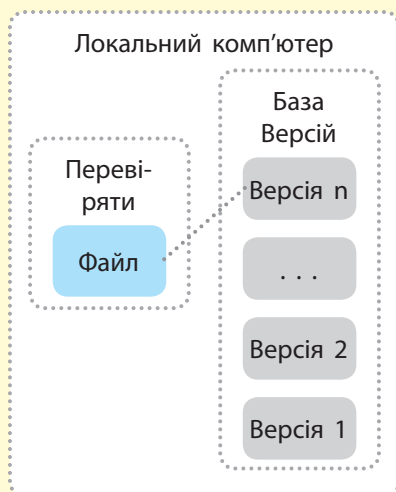 Локальний комп’ютер
База
Версій
Переві-
ряти
Файл
Версія n
. . .
Версія 2
Версія 1